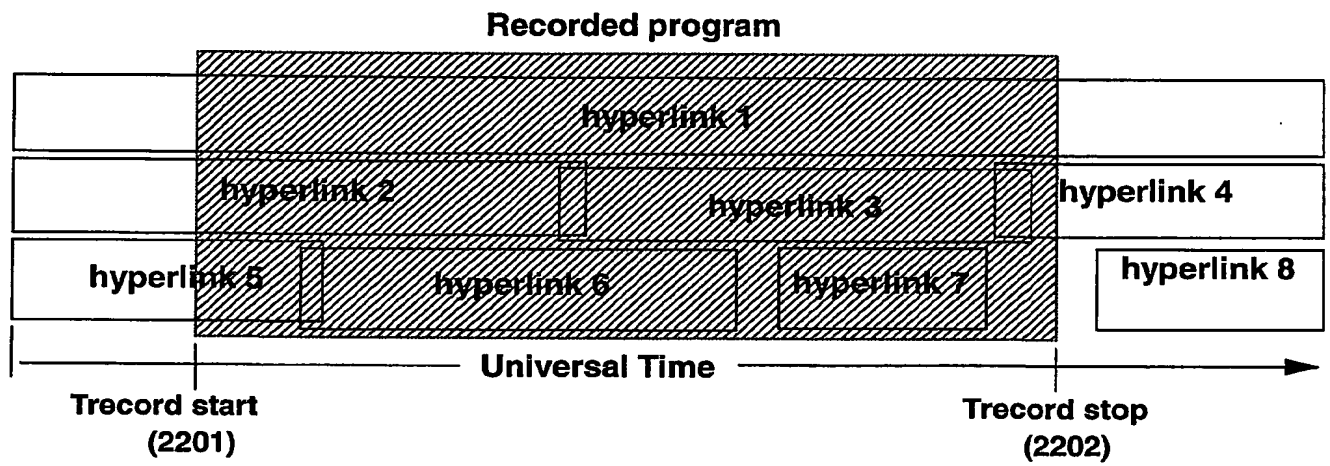 Recorded program
hyperlink 1
hyperlink 2
hyperlink 3
hyperlink 4
hyperlink 5
hyperlink 6
hyperlink 7
hyperlink 8
Universal Time
Trecord start
(2201)
Trecord stop
(2202)